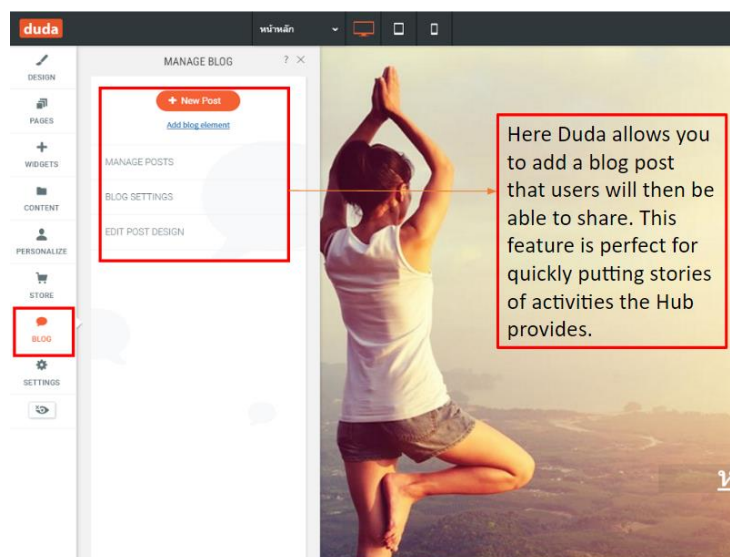 duda
หน้าหลัก
DESIGN
PAGES
WIDGETS
CONTENT
PERSONALIZE
STORE
BLOG
SETTINGS
MANAGE BLOG ?
+ New Post
Add blog element
MANAGE POSTS
BLOG SETTINGS
EDIT POST DESIGN
Here Duda allows you
to add a blog post
that users will then be
able to share. This
feature is perfect for
quickly putting stories
of activities the Hub
provides.